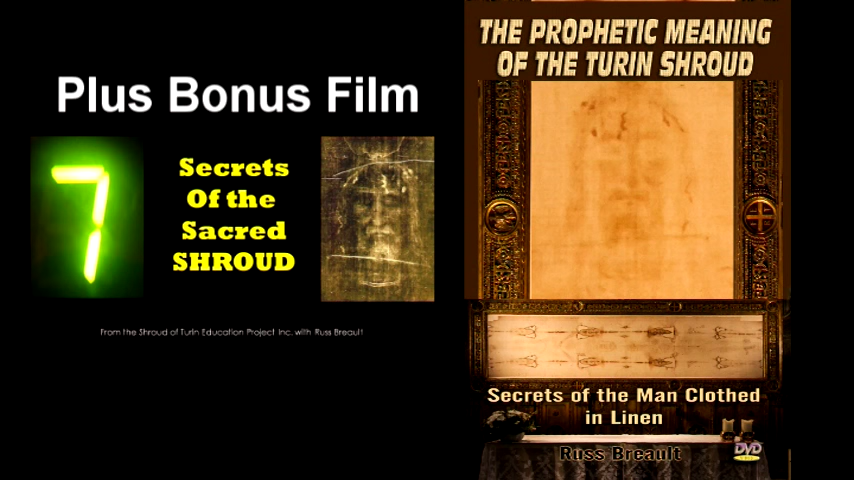 Plus Bonus Film
7
Secrets
Of the
Sacred
SHROUD
From the Shroud of Turin Education Project Inc. with Russ Breault
THE PROPHETIC MEANING
OF THE TURIN SHROUD
Secrets of the Man Clothed
in Linen
Russ Breault
DVD